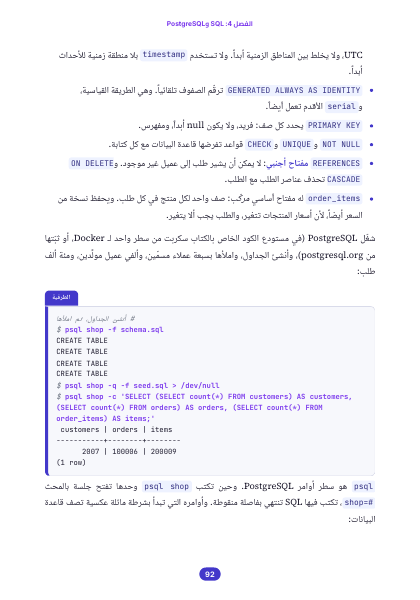 الفصل 4: SQL وPostgreSQL
UTC، ولا يخلط بين المناطق الزمنية أبداً. ولا تستخدم timestamp بلا منطقة زمنية للأحداث
أبداً.
• GENERATED ALWAYS AS IDENTITY ترقّم الصفوف تلقائياً. وهي الطريقة القياسية،
و serial الأقدم تعمل أيضاً.
• PRIMARY KEY يحدد كل صف: فريد، ولا يكون null أبداً، ومفهرس.
• NOT NULL و UNIQUE و CHECK قواعد تفرضها قاعدة البيانات مع كل كتابة.
• REFERENCES مفتاح أجنبي: لا يمكن أن يشير طلب إلى عميل غير موجود. و ON DELETE
CASCADE تحذف عناصر الطلب مع الطلب.
• order_items له مفتاح أساسي مركّب: صف واحد لكل منتج في كل طلب. ويحفظ نسخة من
السعر أيضاً، لأن أسعار المنتجات تتغير، والطلب يجب ألا يتغير.
شغّل PostgreSQL (في مستودع الكود الخاص بالكتاب سكربت من سطر واحد لـ Docker، أو ثبّتها
من postgresql.org)، وأنشئ الجداول، واملأها بسبعة عملاء مسمّين، وألفي عميل مولّدين، ومئة ألف
طلب:
الطرفية
# أنشئ الجداول، ثم املأها
$ psql shop -f schema.sql
CREATE TABLE
CREATE TABLE
CREATE TABLE
CREATE TABLE
$ psql shop -q -f seed.sql > /dev/null
$ psql shop -c 'SELECT (SELECT count(*) FROM customers) AS customers,
(SELECT count(*) FROM orders) AS orders, (SELECT count(*) FROM
order_items) AS items;'
customers | orders | items
-----------+--------+--------
2007 | 100006 | 200009
(1 row)
psql هو سطر أوامر PostgreSQL. وحين تكتب psql shop وحدها تفتح جلسة بالمحث
shop=#، تكتب فيها SQL تنتهي بفاصلة منقوطة. وأوامره التي تبدأ بشرطة مائلة عكسية تصف قاعدة
البيانات:
92